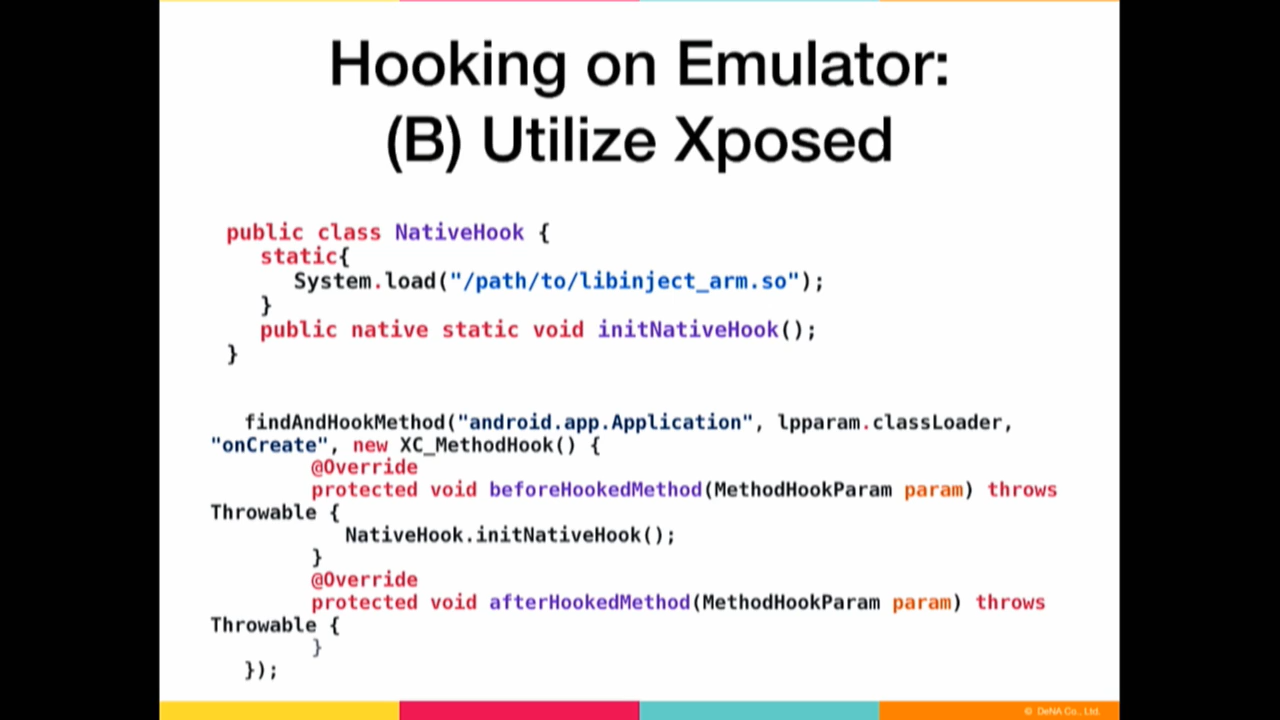 Hooking on Emulator:
(B) Utilize Xposed
public class NativeHook {
static{
System.load("/path/to/libinject_arm.so");
}
public native static void initNativeHook();
}
findAndHookMethod("android.app.Application", lpparam.classLoader,
"onCreate", new XC_MethodHook() {
@Override
protected void beforeHookedMethod(MethodHookParam param) throws
Throwable {
NativeHook.initNativeHook();
}
@Override
protected void afterHookedMethod(MethodHookParam param) throws
Throwable {
}
});
© DeNA Co., Ltd.